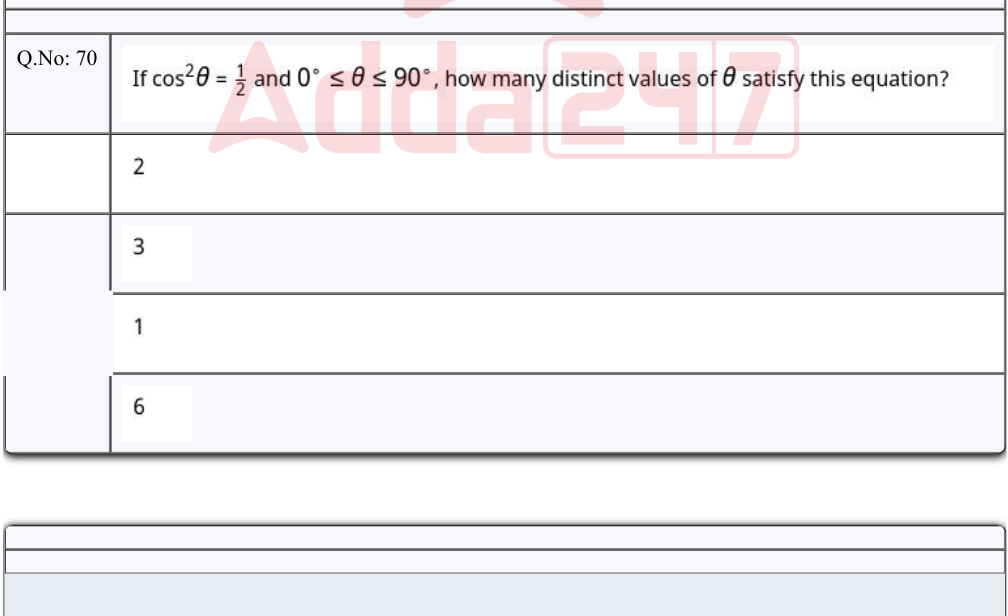 Q.No: 70
If cos²θ = 1/2 and 0° ≤ θ ≤ 90°, how many distinct values of θ satisfy this equation?
Adda247
2
3
1
6